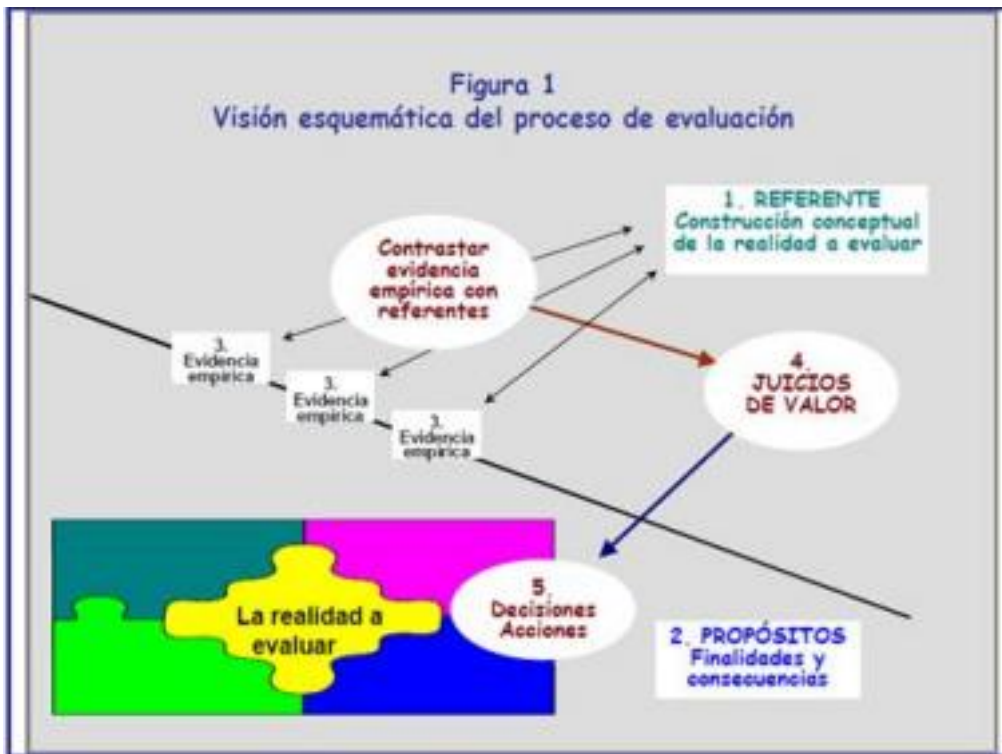 Figura 1
Visión esquemática del proceso de evaluación
1. REFERENTE
Construcción conceptual
de la realidad a evaluar
Contrastar
evidencia
empírica con
referentes
3.
Evidencia
empírica
3.
Evidencia
empírica
3.
Evidencia
empírica
4.
JUICIOS
DE VALOR
La realidad a
evaluar
5.
Decisiones
Acciones
2. PROPÓSITOS
Finalidades y
consecuencias